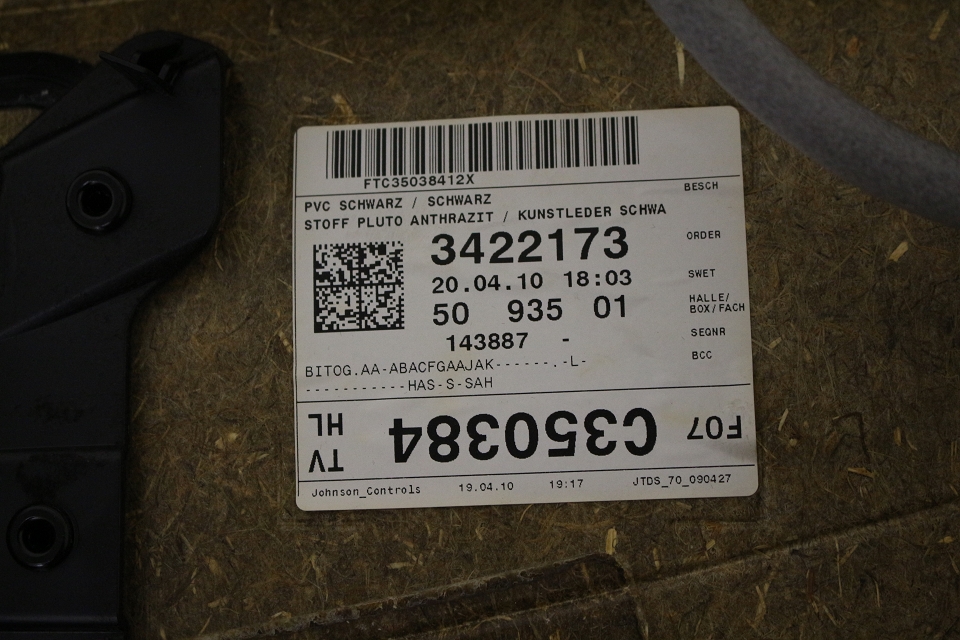 FTC35038412X
BESCH
PVC SCHWARZ / SCHWARZ
STOFF PLUTO ANTHRAZIT / KUNSTLEDER SCHWA
3422173 ORDER
20.04.10 18:03 SWET
50 935 01 HALLE/
BOX/FACH
143887 - SEQNR
BCC
BITOG.AA-ABACFGAAJAK------.-L-
-----------HAS-S-SAH
F07 C350384 TV
HL
Johnson_Controls 19.04.10 19:17 JTDS_70_090427